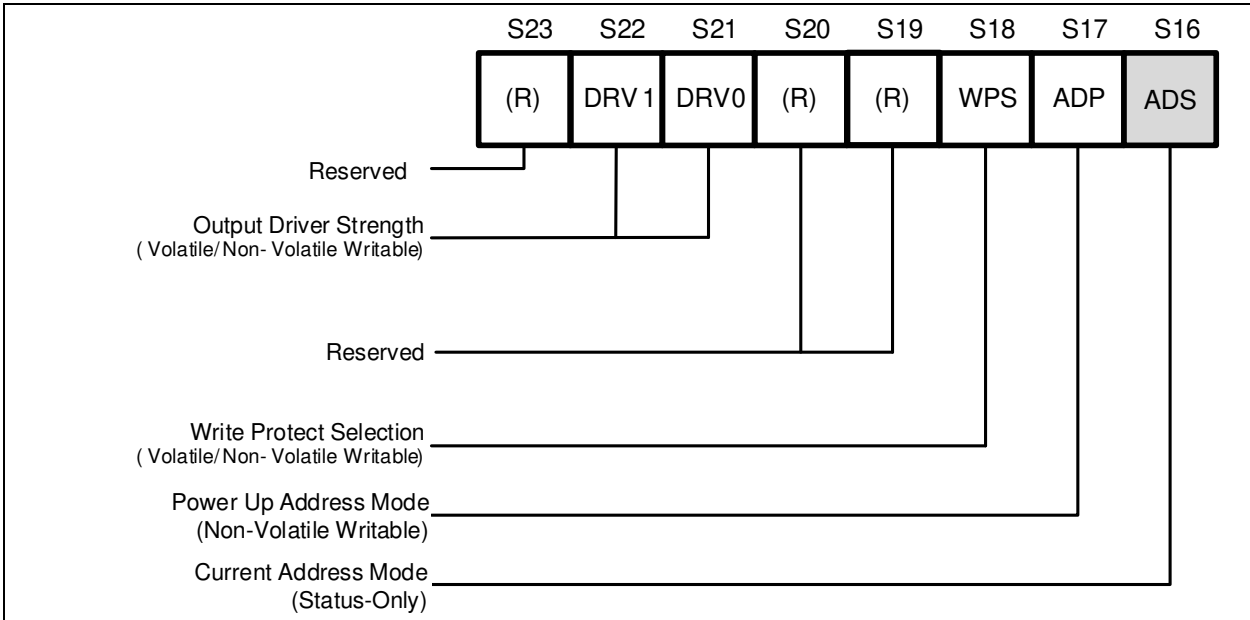 S23 S22 S21 S20 S19 S18 S17 S16
(R) DRV 1 DRV0 (R) (R) WPS ADP ADS
Reserved
Output Driver Strength
( Volatile/Non- Volatile Writable)
Reserved
Write Protect Selection
( Volatile/Non- Volatile Writable)
Power Up Address Mode
(Non-Volatile Writable)
Current Address Mode
(Status-Only)